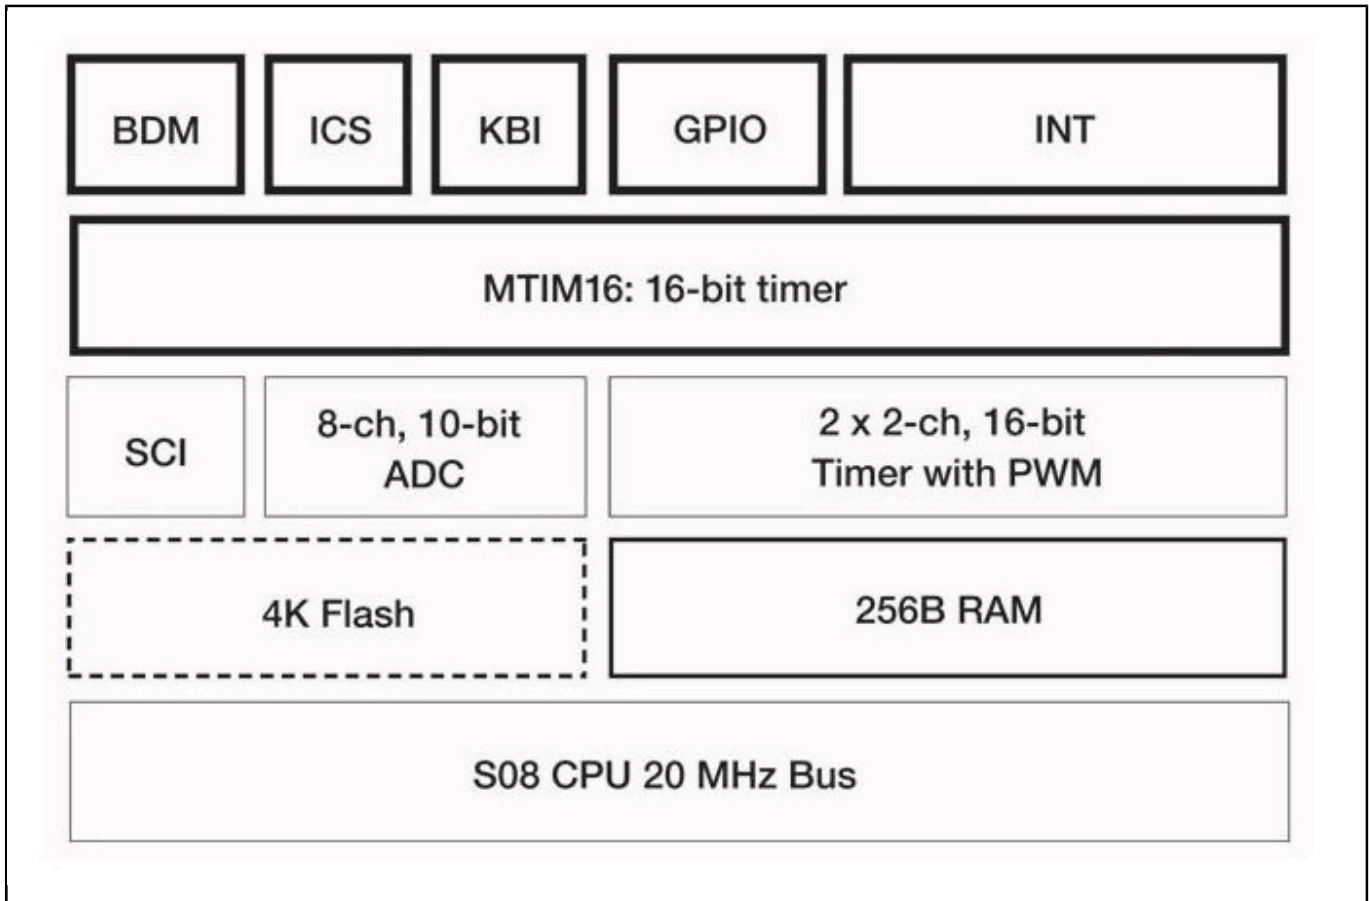 BDM
ICS
KBI
GPIO
INT
MTIM16: 16-bit timer
SCI
8-ch, 10-bit
ADC
2 x 2-ch, 16-bit
Timer with PWM
4K Flash
256B RAM
S08 CPU 20 MHz Bus